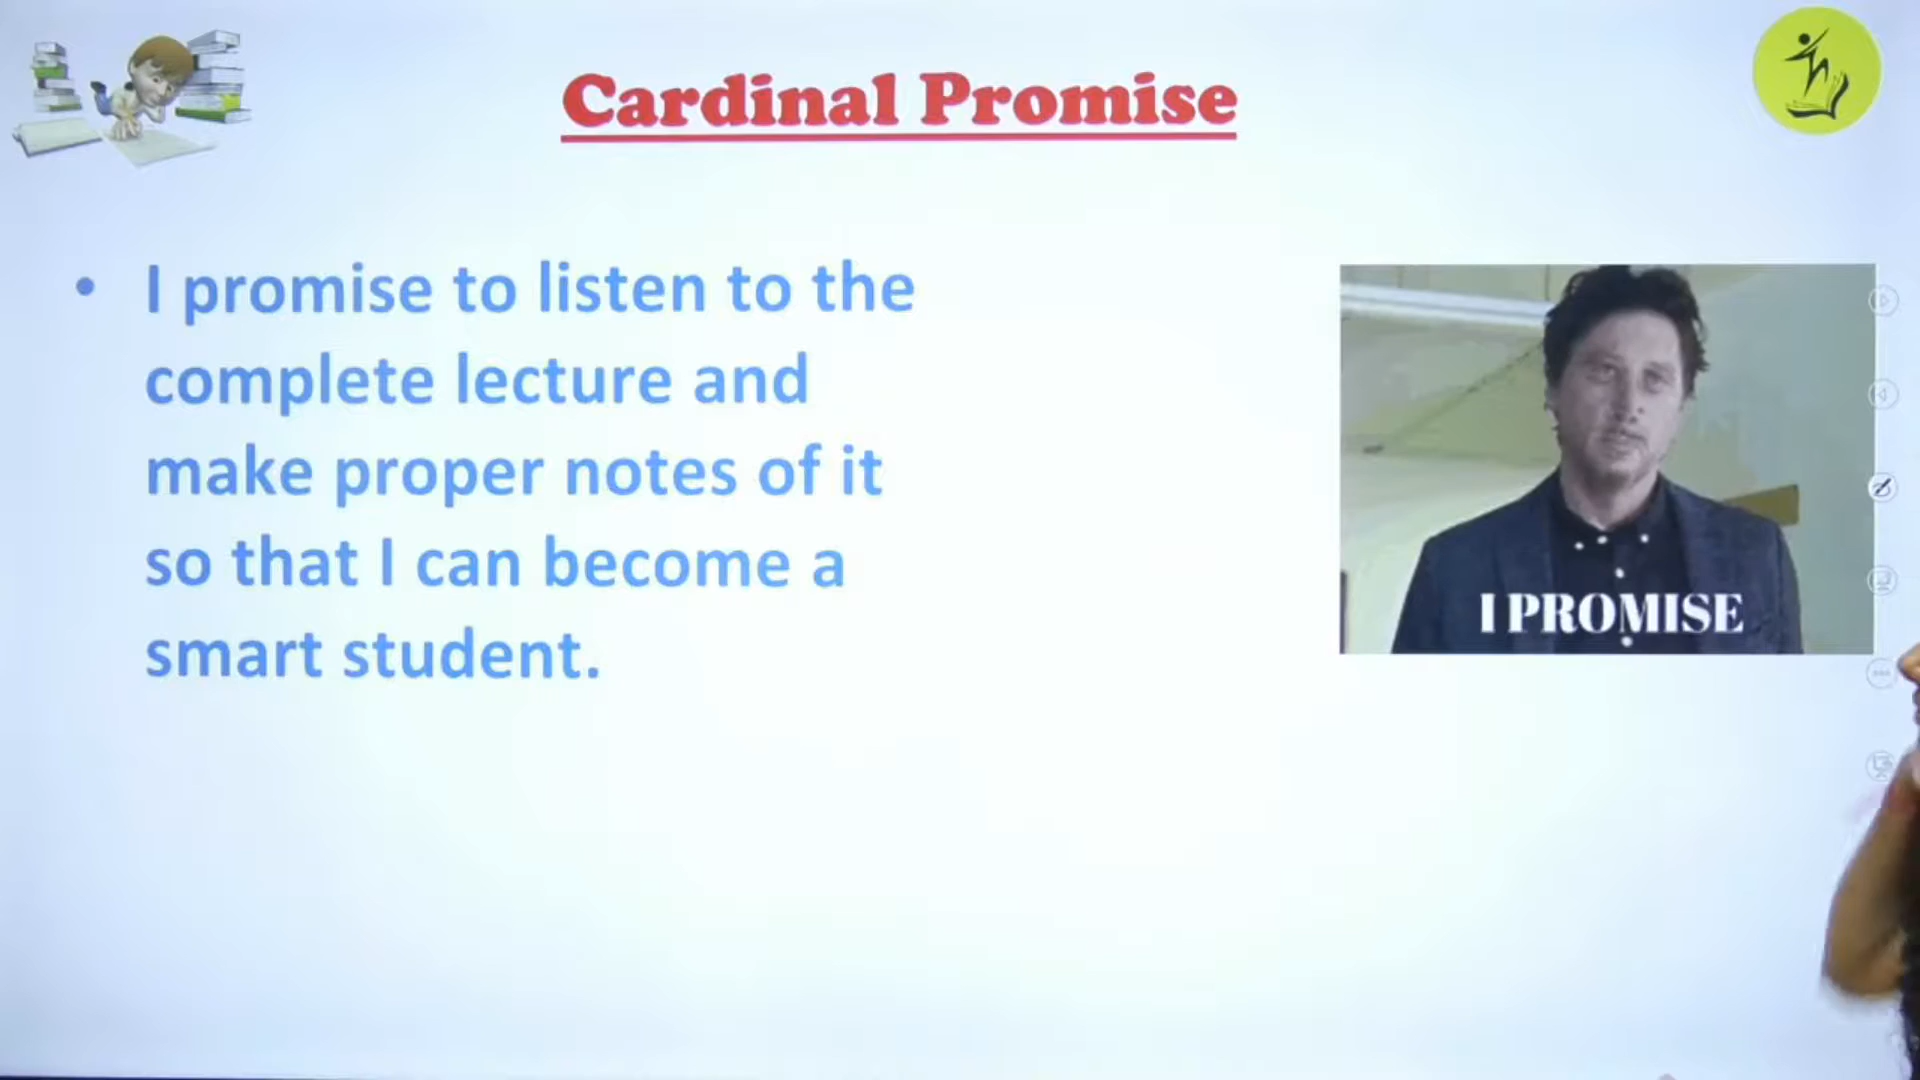 Cardinal Promise
• I promise to listen to the
complete lecture and
make proper notes of it
so that I can become a
smart student.
I PROMISE